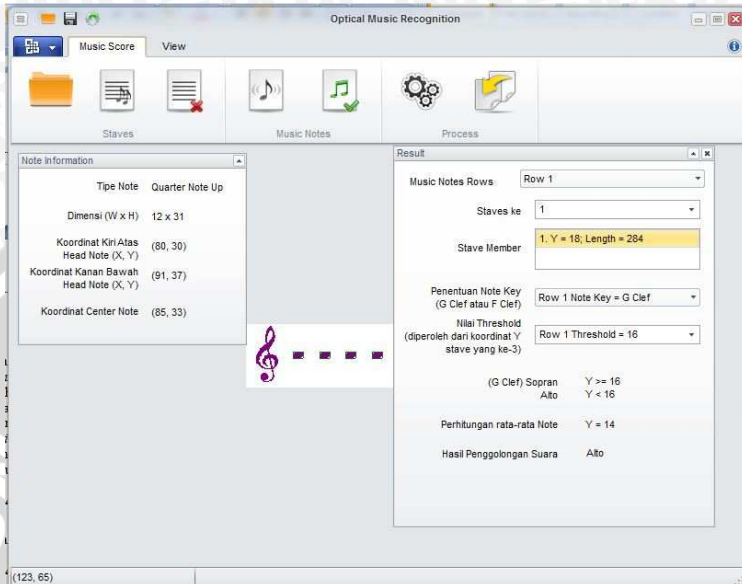 Optical Music Recognition
Music Score View
Staves Music Notes Process
Note Information
Tipe Note Quarter Note Up
Dimensi (W x H) 12 x 31
Koordinat Kiri Atas
Head Note (X, Y) (80, 30)
Koordinat Kanan Bawah
Head Note (X, Y) (91, 37)
Koordinat Center Note (85, 33)
Result
Music Notes Rows Row 1
Staves ke 1
Stave Member 1. Y = 18; Length = 284
Penentuan Note Key
(G Clef atau F Clef) Row 1 Note Key = G Clef
Nilai Threshold
(diperoleh dari koordinat Y
stave yang ke-3) Row 1 Threshold = 16
(G Clef) Sopran Y >= 16
Alto Y < 16
Perhitungan rata-rata Note Y = 14
Hasil Penggolongan Suara Alto
(123, 65)